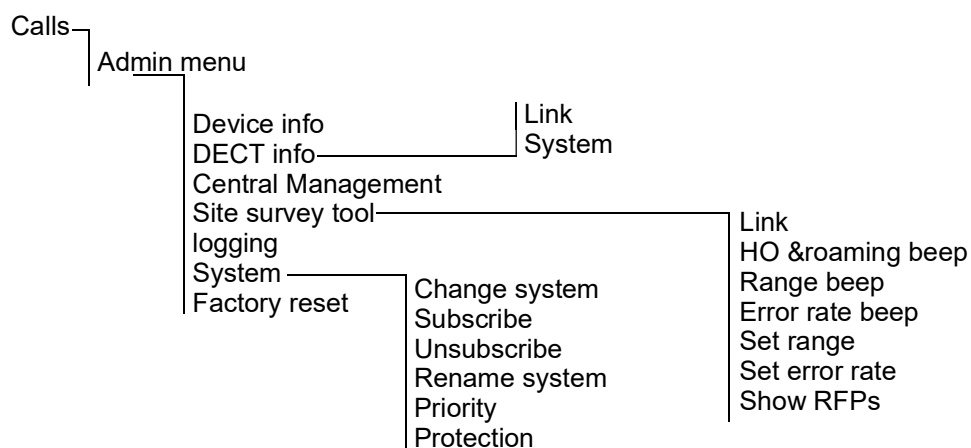 Calls
Admin menu
Device info
DECT info
Central Management
Site survey tool
logging
System
Factory reset
Link
System
Change system
Subscribe
Unsubscribe
Rename system
Priority
Protection
Link
HO &roaming beep
Range beep
Error rate beep
Set range
Set error rate
Show RFPs